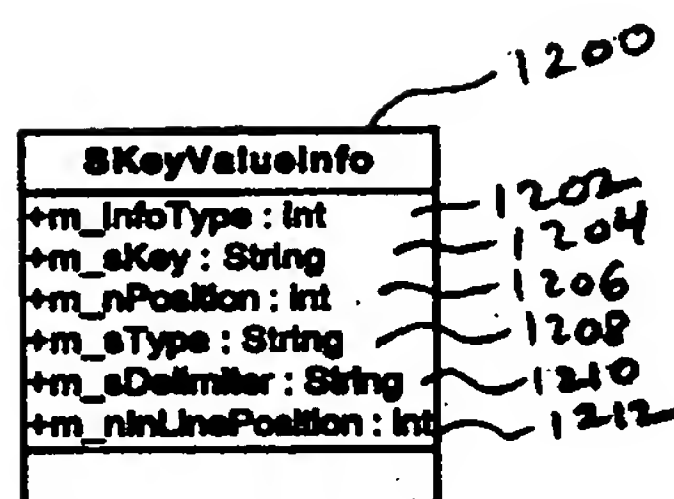 1200
SKeyValueInfo
+m_InfoType : int 1202
+m_sKey : String 1204
+m_nPosition : int 1206
+m_sType : String 1208
+m_sDelimiter : String 1210
+m_nInLinePosition : int 1212